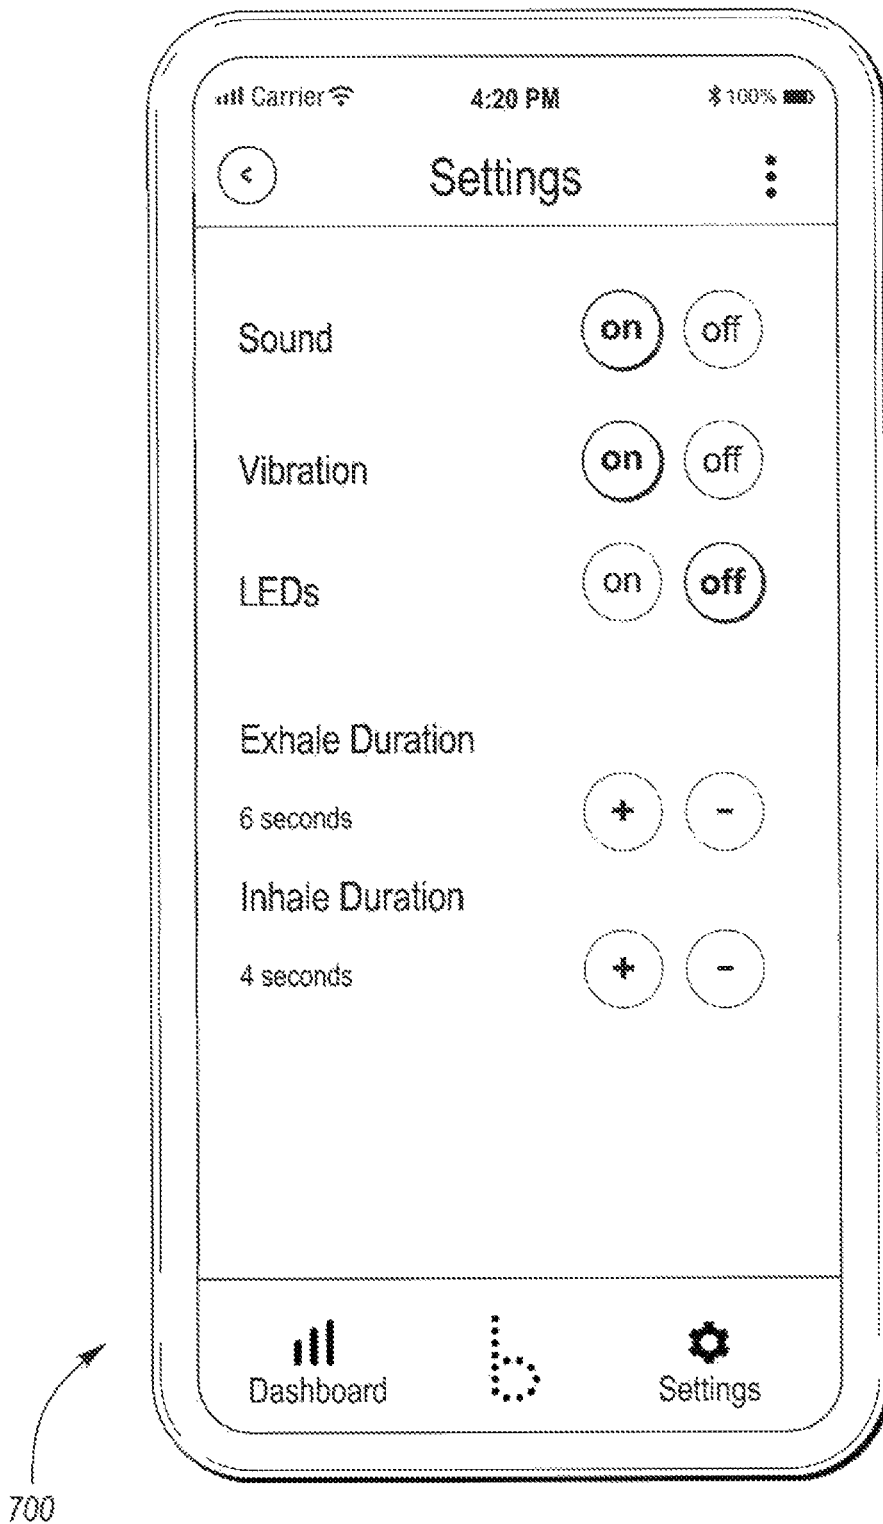 Carrier 4:20 PM 100%
< Settings
Sound on off
Vibration on off
LEDs on off
Exhale Duration
6 seconds + -
Inhale Duration
4 seconds + -
b
Dashboard Settings
700